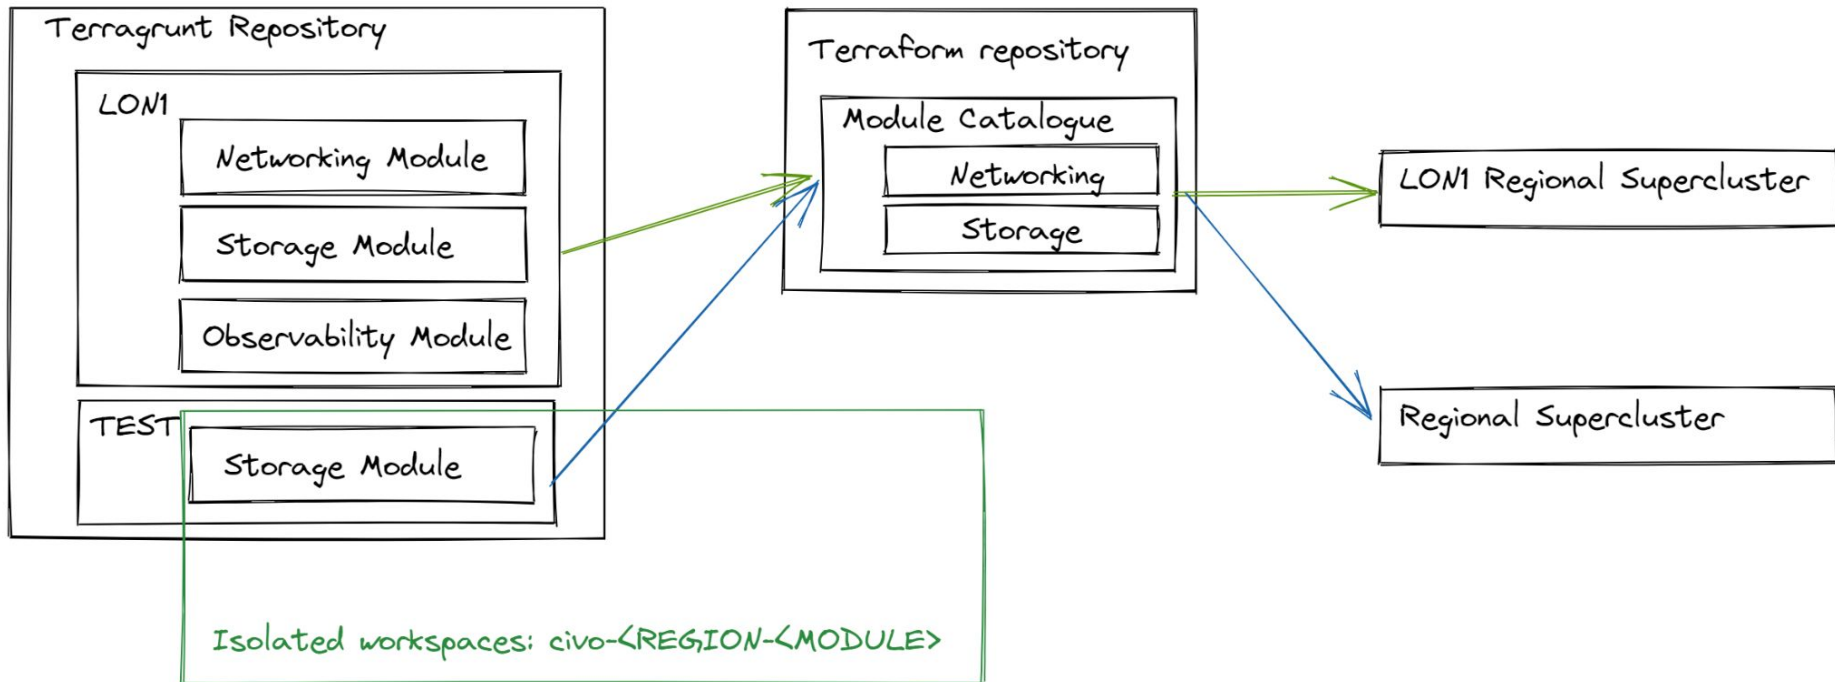 Terragrunt Repository
LON1
Networking Module
Storage Module
Observability Module
TEST
Storage Module
Isolated workspaces: civo-<REGION-<MODULE>
Terraform repository
Module Catalogue
Networking
Storage
LON1 Regional Supercluster
Regional Supercluster